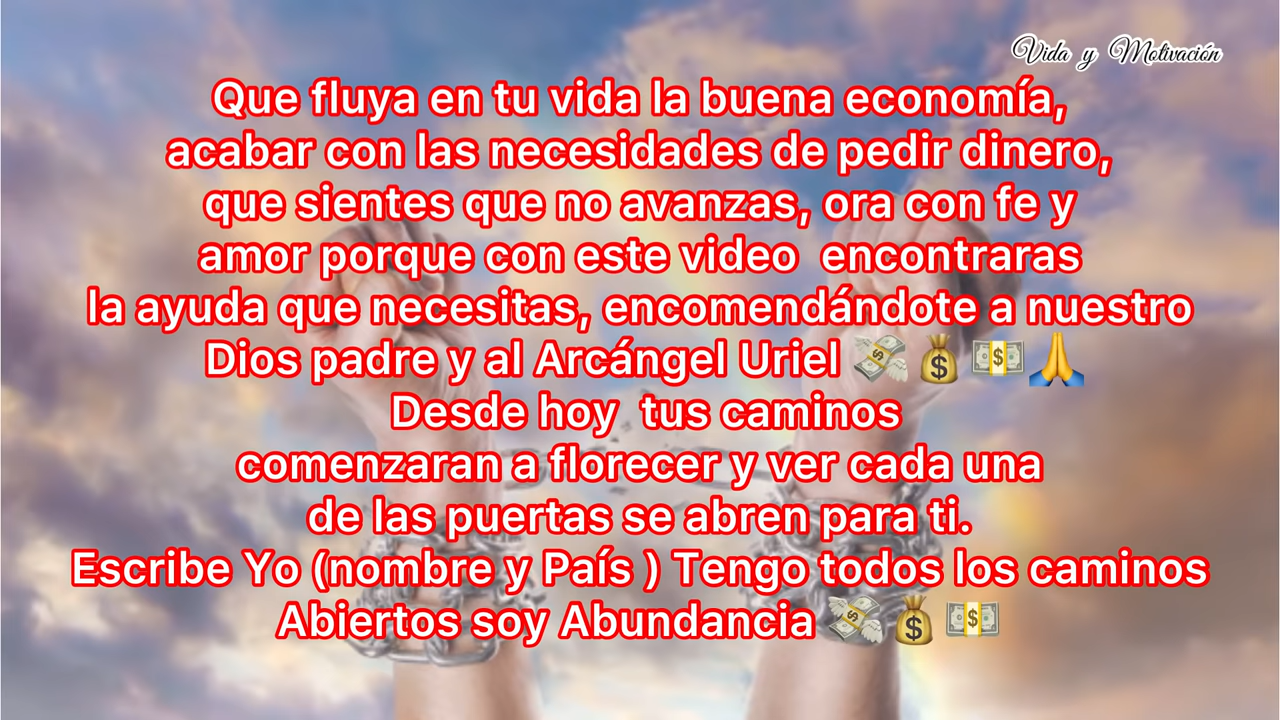 Vida y Motivación
Que fluya en tu vida la buena economía,
acabar con las necesidades de pedir dinero,
que sientes que no avanzas, ora con fe y
amor porque con este video  encontraras
la ayuda que necesitas, encomendándote a nuestro
Dios padre y al Arcángel Uriel 💸💰💵🙏
Desde hoy  tus caminos
comenzaran a florecer y ver cada una
de las puertas se abren para ti.
Escribe Yo (nombre y País ) Tengo todos los caminos
Abiertos soy Abundancia 💸💰💵